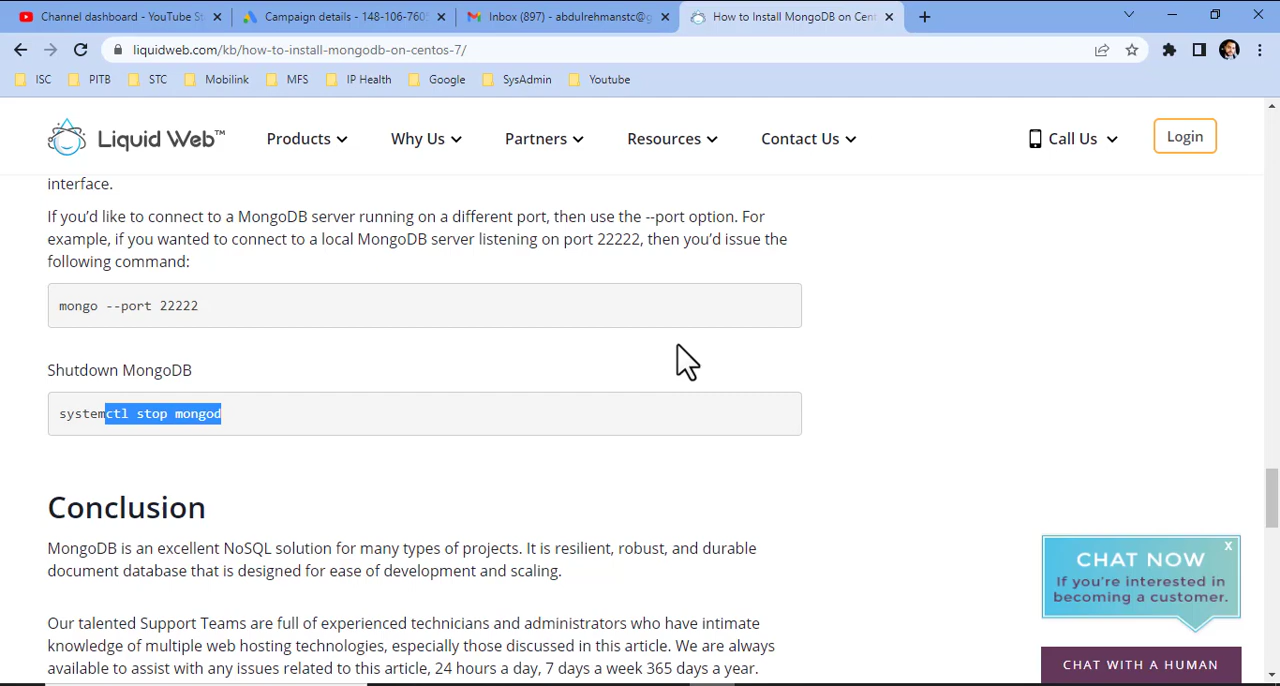 Channel dashboard - YouTube St
Campaign details - 148-106-760
Inbox (897) - abdulrehmanstc@g
How to Install MongoDB on Cent
liquidweb.com/kb/how-to-install-mongodb-on-centos-7/
ISC PITB STC Mobilink MFS IP Health Google SysAdmin Youtube
Liquid Web™ Products Why Us Partners Resources Contact Us Call Us Login
interface.
If you’d like to connect to a MongoDB server running on a different port, then use the --port option. For
example, if you wanted to connect to a local MongoDB server listening on port 22222, then you’d issue the
following command:
mongo --port 22222
Shutdown MongoDB
systemctl stop mongod
Conclusion
MongoDB is an excellent NoSQL solution for many types of projects. It is resilient, robust, and durable
document database that is designed for ease of development and scaling.
Our talented Support Teams are full of experienced technicians and administrators who have intimate
knowledge of multiple web hosting technologies, especially those discussed in this article. We are always
available to assist with any issues related to this article, 24 hours a day, 7 days a week 365 days a year.
X
CHAT NOW
If you're interested in
becoming a customer.
CHAT WITH A HUMAN